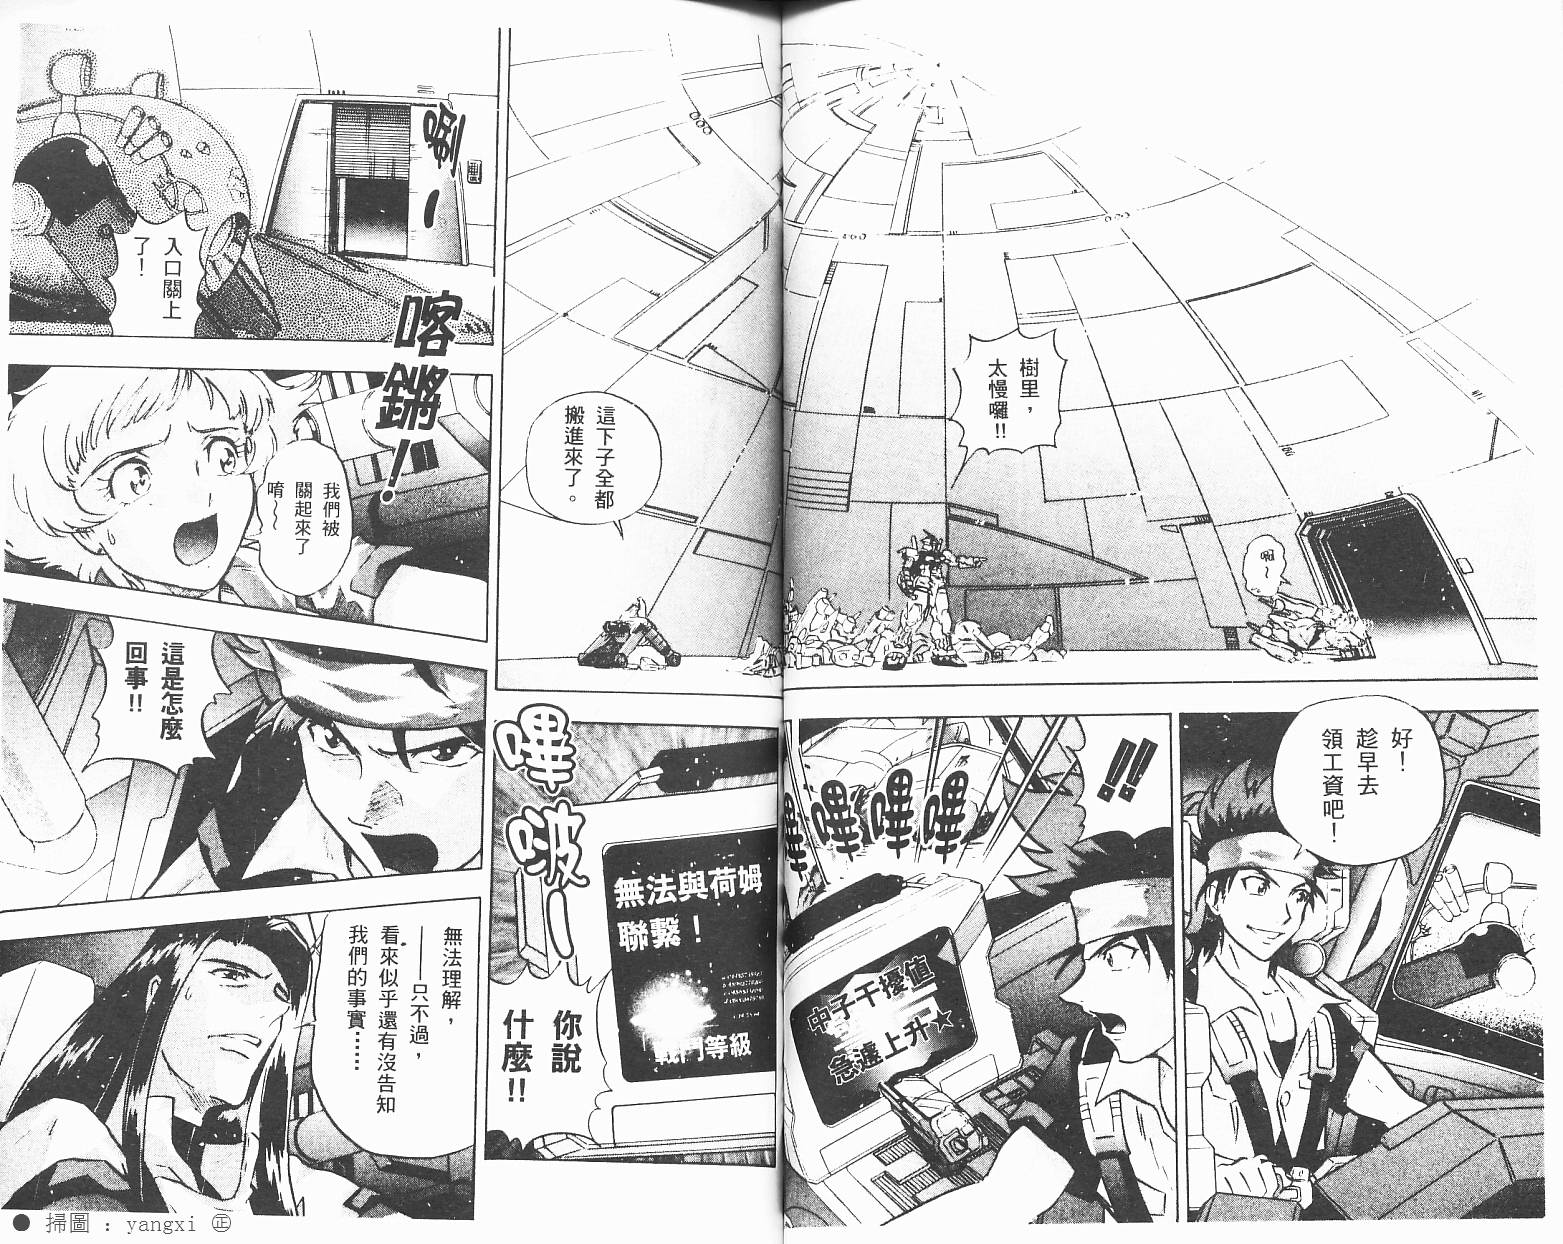 樹里，
太慢囉!!
啊～
這下子全都
搬進來了。
好！
趁早去
領工資吧！
!!
嗶嗶嗶嗶
中子干擾值
急遽上升★
嗶
啵—
無法與荷姆
聯繫！
戰鬥等級
你說
什麼!!
唰—
入口關上
了！
喀鏘！
我們被
關起來了
唷～
這是怎麼
回事!!
無法理解，
——只不過，
看來似乎還有沒告知
我們的事實……
● 掃圖 : yangxi ㊣